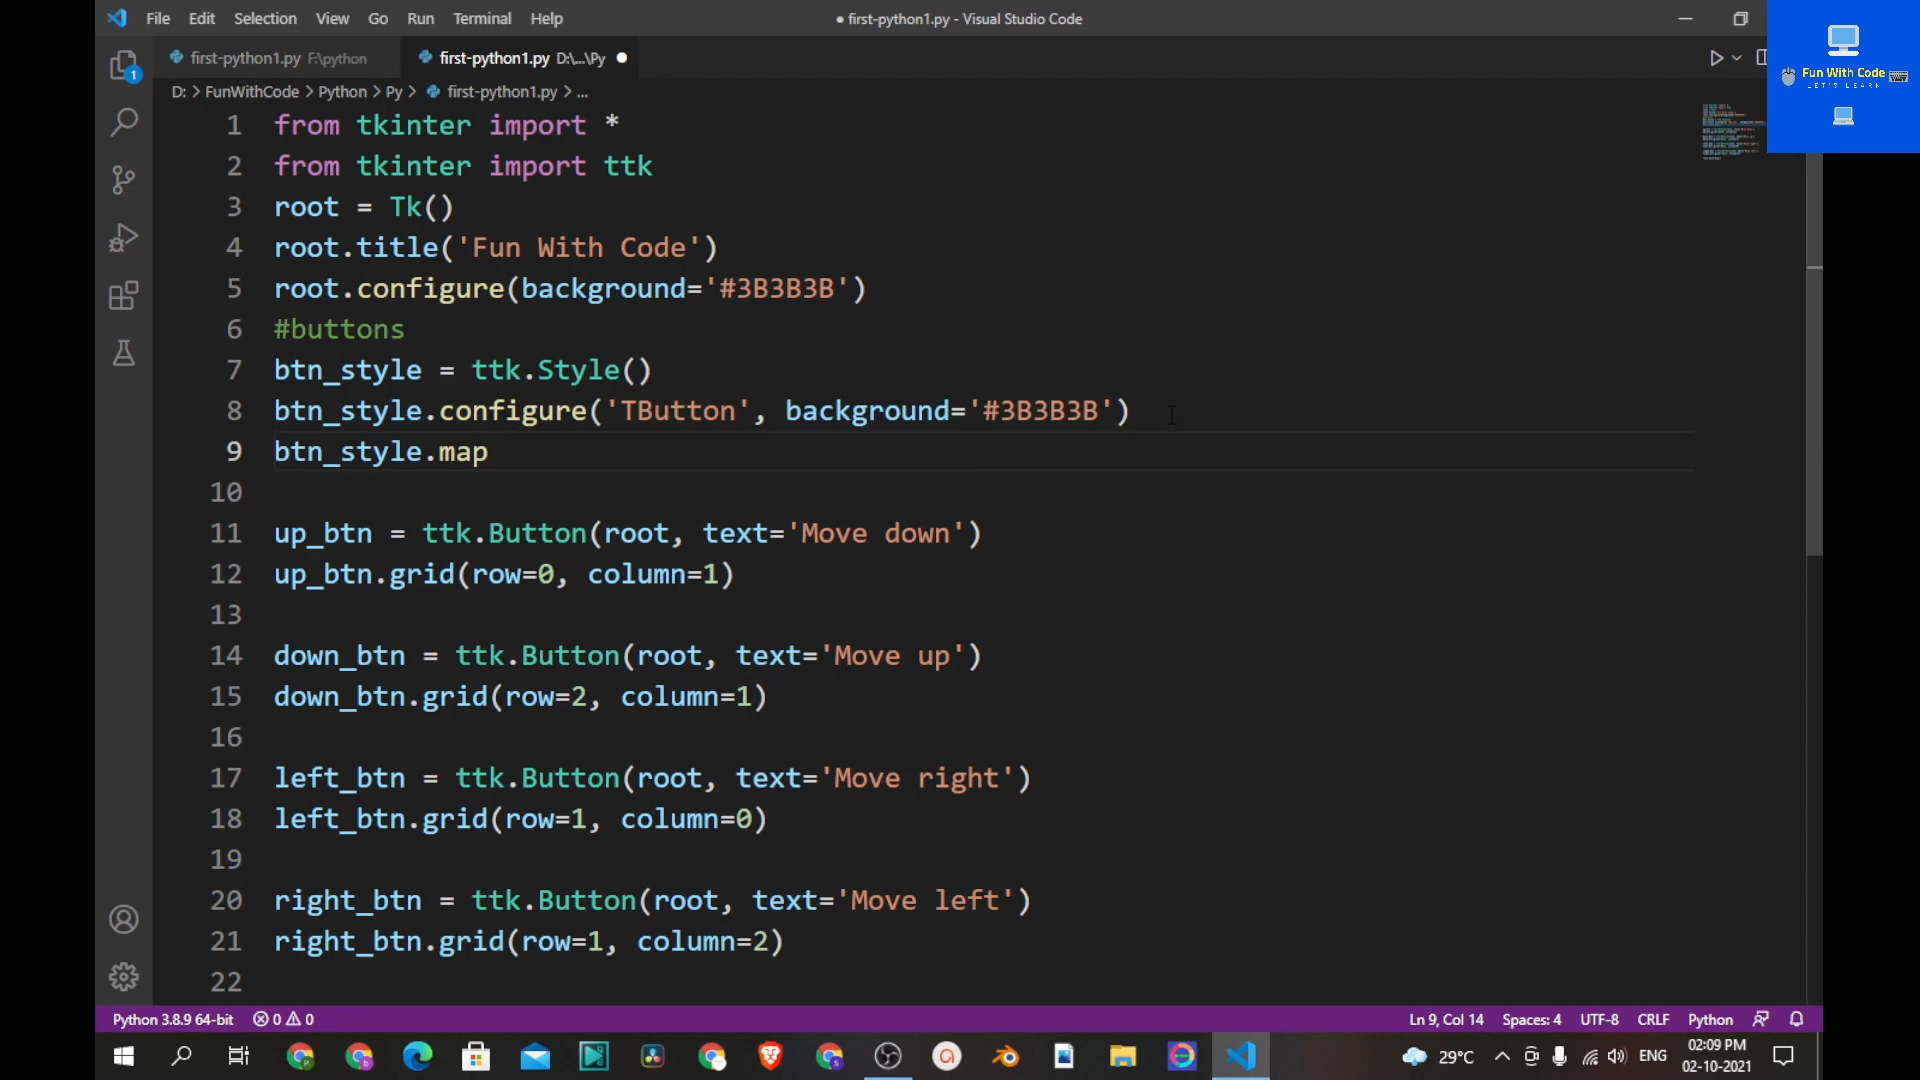 File Edit Selection View Go Run Terminal Help
● first-python1.py - Visual Studio Code
Fun With Code
LET'S LEARN
first-python1.py F:\python
first-python1.py D:\...\Py ●
D: > FunWithCode > Python > Py > first-python1.py > ...
1 from tkinter import *
2 from tkinter import ttk
3 root = Tk()
4 root.title('Fun With Code')
5 root.configure(background='#3B3B3B')
6 #buttons
7 btn_style = ttk.Style()
8 btn_style.configure('TButton', background='#3B3B3B')
9 btn_style.map
10
11 up_btn = ttk.Button(root, text='Move down')
12 up_btn.grid(row=0, column=1)
13
14 down_btn = ttk.Button(root, text='Move up')
15 down_btn.grid(row=2, column=1)
16
17 left_btn = ttk.Button(root, text='Move right')
18 left_btn.grid(row=1, column=0)
19
20 right_btn = ttk.Button(root, text='Move left')
21 right_btn.grid(row=1, column=2)
22
1
Python 3.8.9 64-bit 0 0 Ln 9, Col 14 Spaces: 4 UTF-8 CRLF Python
29°C ENG 02:09 PM
02-10-2021